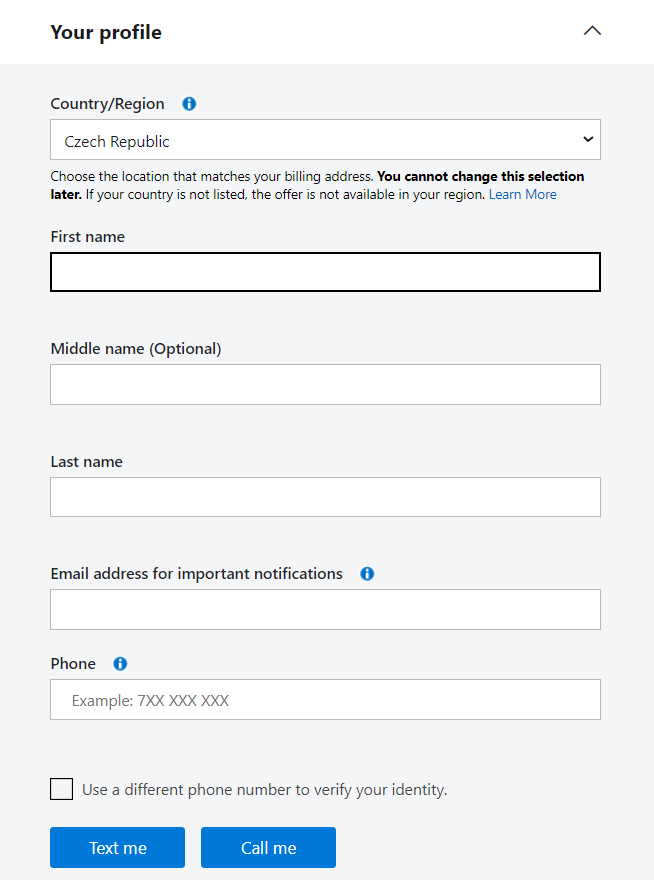 Your profile
Country/Region
Czech Republic
Choose the location that matches your billing address. You cannot change this selection
later. If your country is not listed, the offer is not available in your region. Learn More
First name
Middle name (Optional)
Last name
Email address for important notifications
Phone
Example: 7XX XXX XXX
Use a different phone number to verify your identity.
Text me Call me